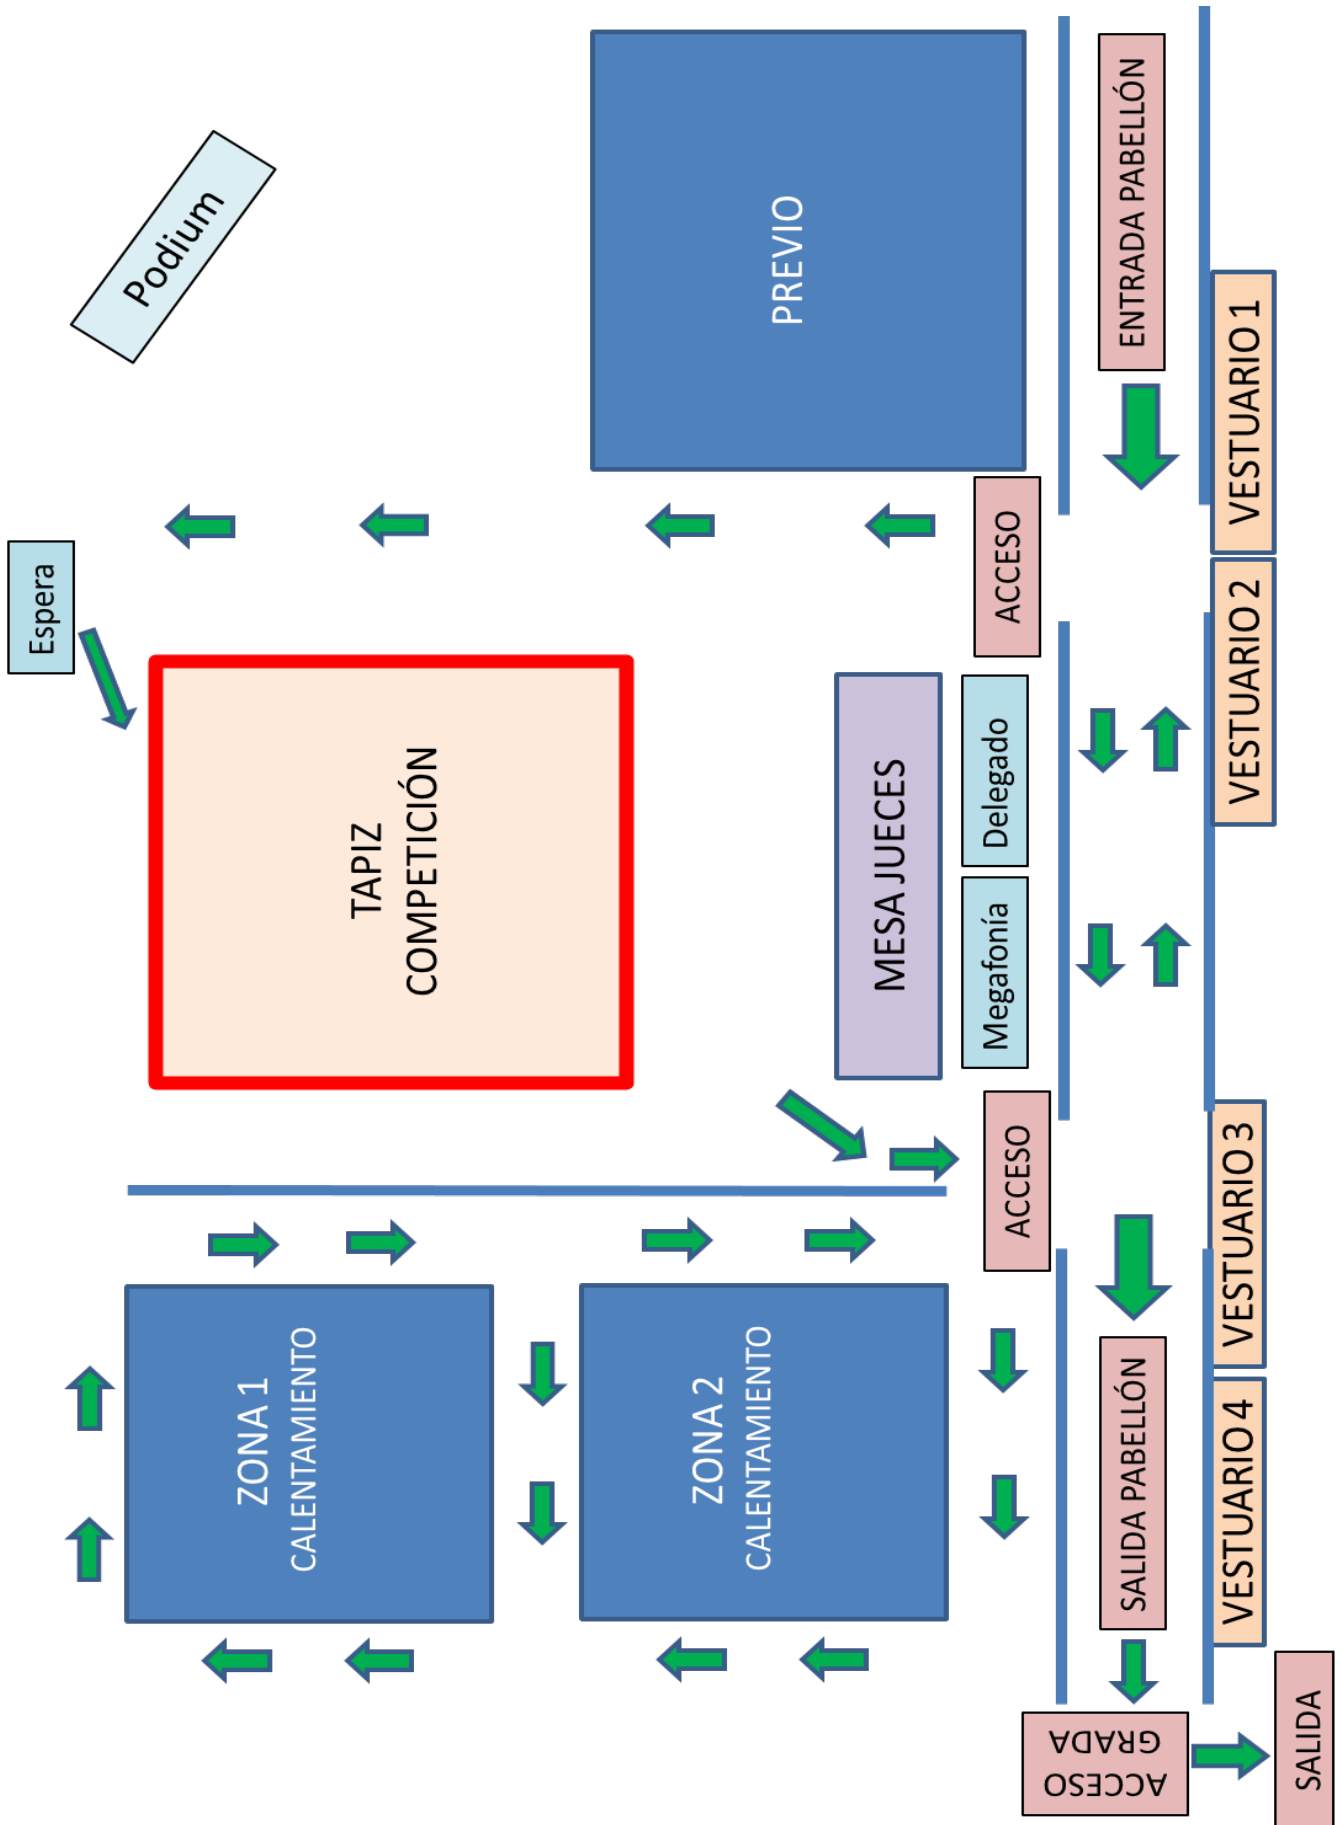 Podium
PREVIO
ENTRADA PABELLÓN
VESTUARIO 1
Espera
ACCESO
VESTUARIO 2
TAPIZ
COMPETICIÓN
MESA JUECES
Delegado
Megafonía
ACCESO
VESTUARIO 3
ZONA 1
CALENTAMIENTO
ZONA 2
CALENTAMIENTO
SALIDA PABELLÓN
VESTUARIO 4
ACCESO
GRADA
SALIDA